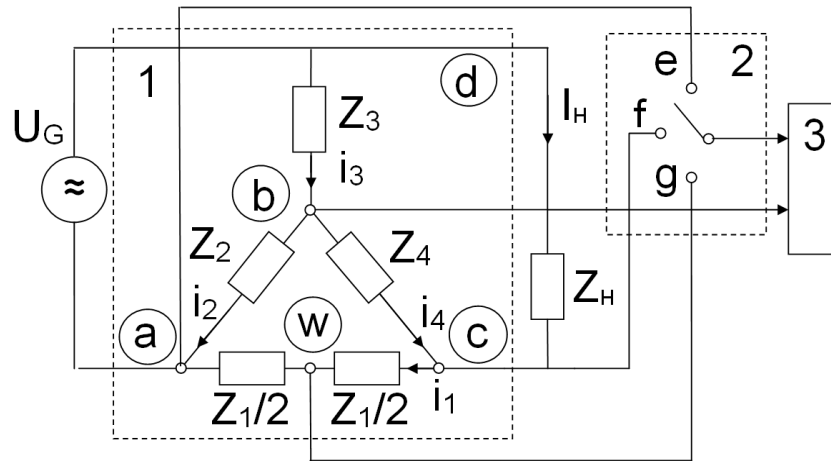 1
d
2
e
f
g
3
U_G
≈
Z_3
i_3
I_H
b
Z_2
Z_4
Z_H
i_2
i_4
a
w
c
Z_1/2
Z_1/2
i_1